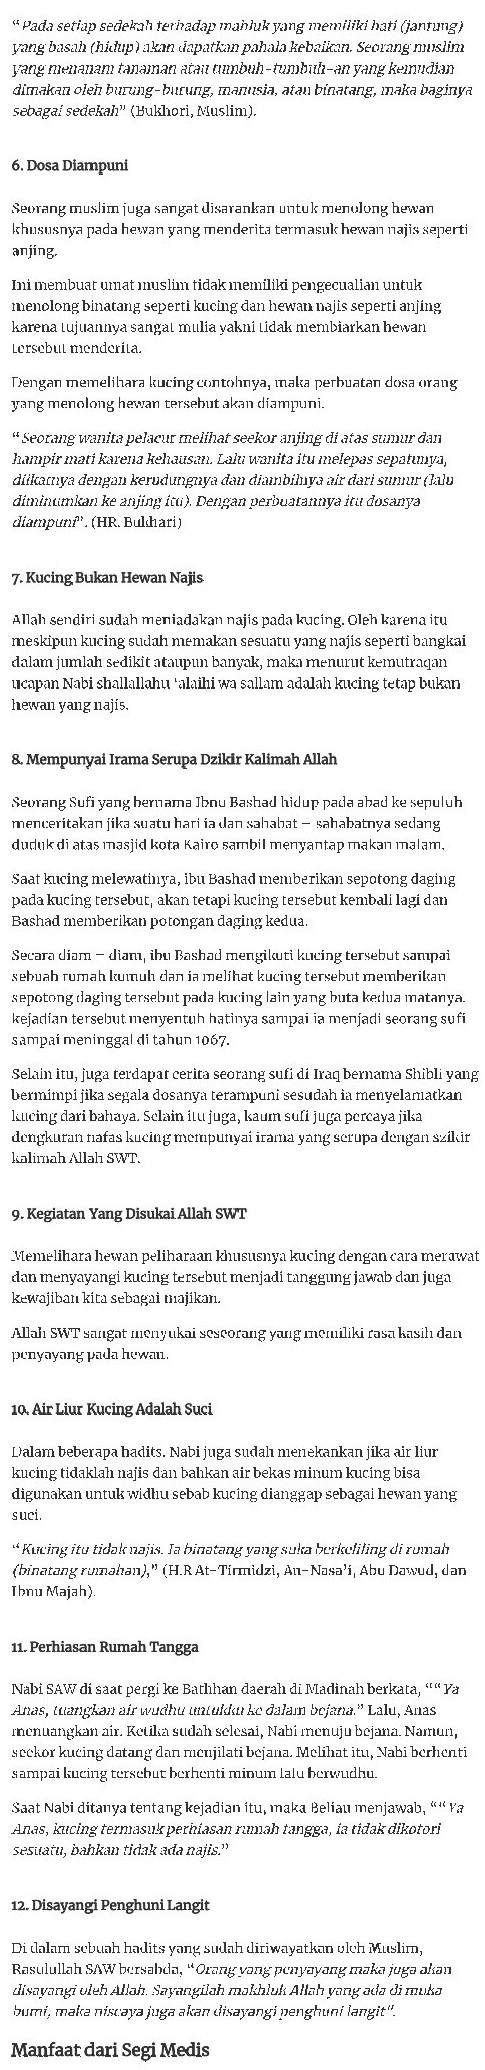 “Pada setiap sedekah terhadap mahluk yang memiliki hati (jantung)
yang basah (hidup) akan dapatkan pahala kebaikan. Seorang muslim
yang menanam tanaman atau tumbuh-tumbuh-an yang kemudian
dimakan oleh burung-burung, manusia, atau binatang, maka baginya
sebagai sedekah” (Bukhori, Muslim).
6. Dosa Diampuni
Seorang muslim juga sangat disarankan untuk menolong hewan
khususnya pada hewan yang menderita termasuk hewan najis seperti
anjing.
Ini membuat umat muslim tidak memiliki pengecualian untuk
menolong binatang seperti kucing dan hewan najis seperti anjing
karena tujuannya sangat mulia yakni tidak membiarkan hewan
tersebut menderita.
Dengan memelihara kucing contohnya, maka perbuatan dosa orang
yang menolong hewan tersebut akan diampuni.
“Seorang wanita pelacur melihat seekor anjing di atas sumur dan
hampir mati karena kehausan. Lalu wanita itu melepas sepatunya,
diikatnya dengan kerudungnya dan diambilnya air dari sumur (lalu
diminumkan ke anjing itu). Dengan perbuatannya itu dosanya
diampuni”. (HR. Bukhari)
7. Kucing Bukan Hewan Najis
Allah sendiri sudah meniadakan najis pada kucing. Oleh karena itu
meskipun kucing sudah memakan sesuatu yang najis seperti bangkai
dalam jumlah sedikit ataupun banyak, maka menurut kemutraqan
ucapan Nabi shallallahu ‘alaihi wa sallam adalah kucing tetap bukan
hewan yang najis.
8. Mempunyai Irama Serupa Dzikir Kalimah Allah
Seorang Sufi yang bernama Ibnu Bashad hidup pada abad ke sepuluh
menceritakan jika suatu hari ia dan sahabat – sahabatnya sedang
duduk di atas masjid kota Kairo sambil menyantap makan malam.
Saat kucing melewatinya, ibu Bashad memberikan sepotong daging
pada kucing tersebut, akan tetapi kucing tersebut kembali lagi dan
Bashad memberikan potongan daging kedua.
Secara diam – diam, ibu Bashad mengikuti kucing tersebut sampai
sebuah rumah kumuh dan ia melihat kucing tersebut memberikan
sepotong daging tersebut pada kucing lain yang buta kedua matanya.
kejadian tersebut menyentuh hatinya sampai ia menjadi seorang sufi
sampai meninggal di tahun 1067.
Selain itu, juga terdapat cerita seorang sufi di Iraq bernama Shibli yang
bermimpi jika segala dosanya terampuni sesudah ia menyelamatkan
kucing dari bahaya. Selain itu juga, kaum sufi juga percaya jika
dengkuran nafas kucing mempunyai irama yang serupa dengan szikir
kalimah Allah SWT.
9. Kegiatan Yang Disukai Allah SWT
Memelihara hewan peliharaan khususnya kucing dengan cara merawat
dan menyayangi kucing tersebut menjadi tanggung jawab dan juga
kewajiban kita sebagai majikan.
Allah SWT sangat menyukai seseorang yang memiliki rasa kasih dan
penyayang pada hewan.
10. Air Liur Kucing Adalah Suci
Dalam beberapa hadits. Nabi juga sudah menekankan jika air liur
kucing tidaklah najis dan bahkan air bekas minum kucing bisa
digunakan untuk widhu sebab kucing dianggap sebagai hewan yang
suci.
“Kucing itu tidak najis. Ia binatang yang suka berkeliling di rumah
(binatang rumahan),” (H.R At-Tirmidzi, An-Nasa’i, Abu Dawud, dan
Ibnu Majah).
11. Perhiasan Rumah Tangga
Nabi SAW di saat pergi ke Bathhan daerah di Madinah berkata, ““Ya
Anas, tuangkan air wudhu untukku ke dalam bejana.” Lalu, Anas
menuangkan air. Ketika sudah selesai, Nabi menuju bejana. Namun,
seekor kucing datang dan menjilati bejana. Melihat itu, Nabi berhenti
sampai kucing tersebut berhenti minum lalu berwudhu.
Saat Nabi ditanya tentang kejadian itu, maka Beliau menjawab, ““Ya
Anas, kucing termasuk perhiasan rumah tangga, ia tidak dikotori
sesuatu, bahkan tidak ada najis.”
12. Disayangi Penghuni Langit
Di dalam sebuah hadits yang sudah diriwayatkan oleh Muslim,
Rasulullah SAW bersabda, “Orang yang penyayang maka juga akan
disayangi oleh Allah. Sayangilah makhluk Allah yang ada di muka
bumi, maka niscaya juga akan disayangi penghuni langit”.
Manfaat dari Segi Medis